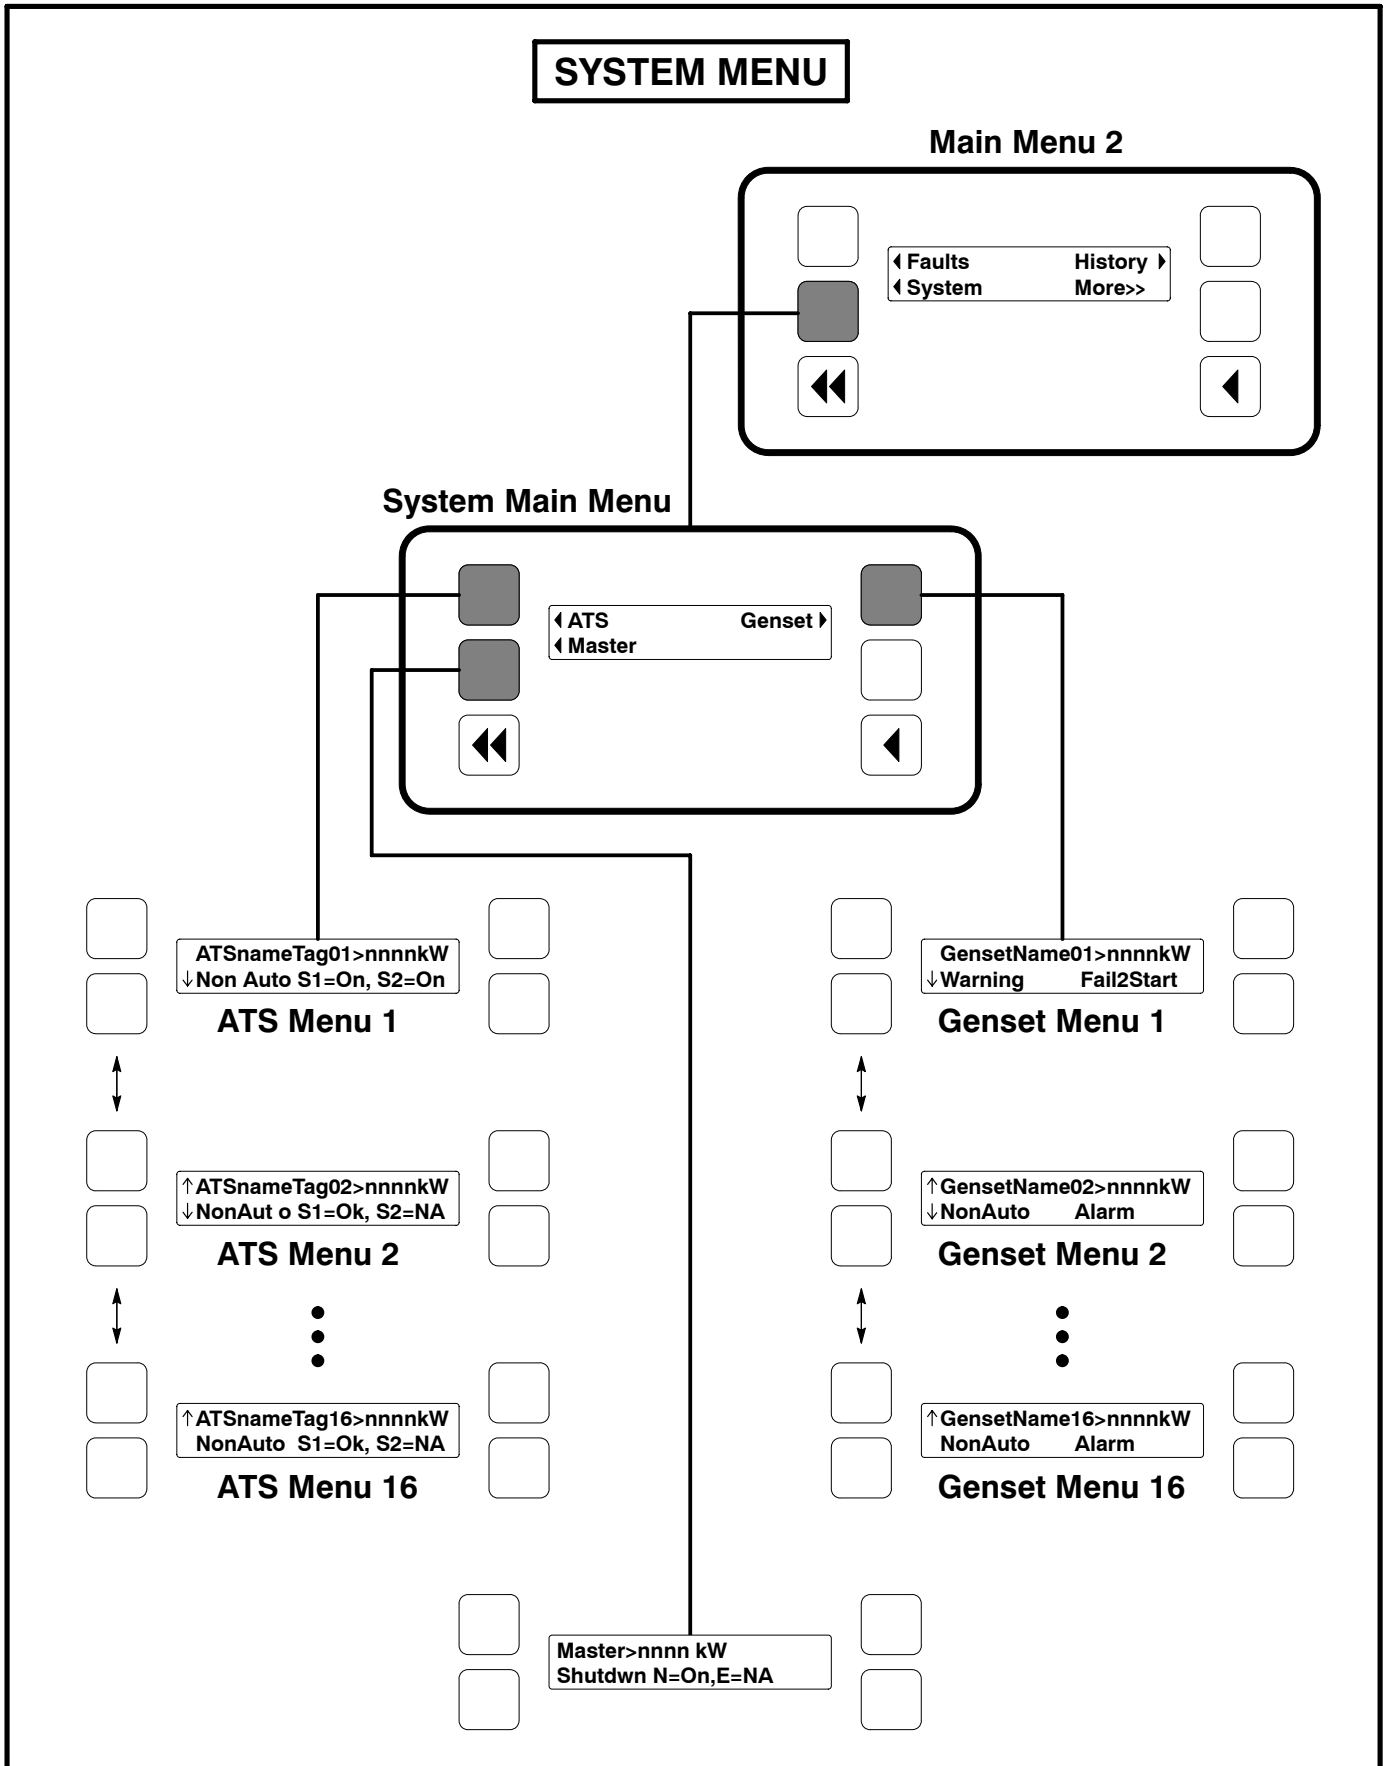 SYSTEM MENU
Main Menu 2
Faults History
System More>>
System Main Menu
ATS Genset
Master
ATSnameTag01>nnnnkW
↓Non Auto S1=On, S2=On
ATS Menu 1
GensetName01>nnnnkW
↓Warning Fail2Start
Genset Menu 1
↑ATSnameTag02>nnnnkW
↓NonAut o S1=Ok, S2=NA
ATS Menu 2
↑GensetName02>nnnnkW
↓NonAuto Alarm
Genset Menu 2
↑ATSnameTag16>nnnnkW
NonAuto S1=Ok, S2=NA
ATS Menu 16
↑GensetName16>nnnnkW
NonAuto Alarm
Genset Menu 16
Master>nnnn kW
Shutdwn N=On,E=NA